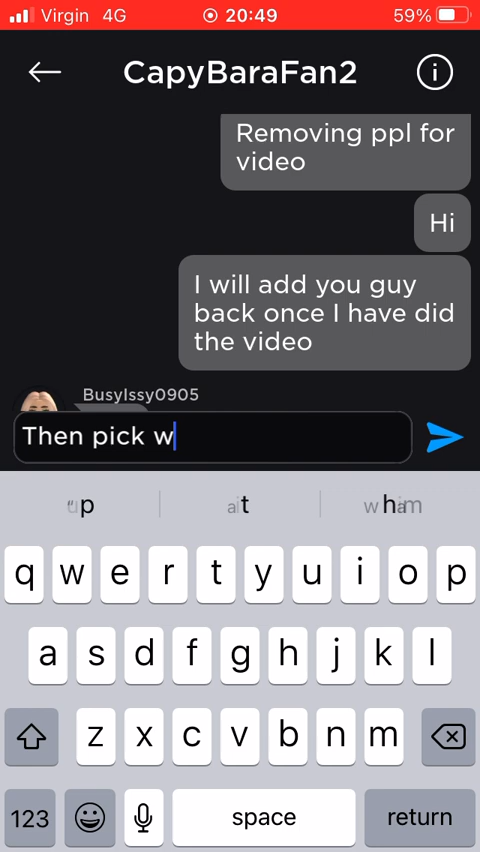 Virgin 4G 20:49 59%
CapyBaraFan2
Removing ppl for
video
Hi
I will add you guy
back once I have did
the video
BusyIssy0905
Then pick w
q w e r t y u i o p
a s d f g h j k l
z x c v b n m
123 space return